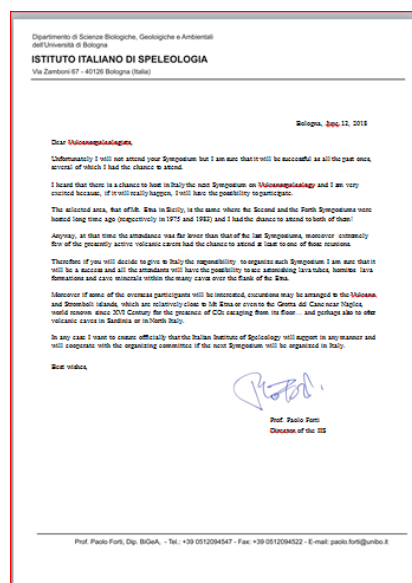 Dipartimento di Scienze Biologiche, Geoloigiche e Ambientali
dell'Università di Bologna
ISTITUTO ITALIANO DI SPELEOLOGIA
Via Zamboni 67 - 40126 Bologna (Italia)
Bologna, June 12, 2018
Dear Vulcanospeleogists,
Unfortunately I will not attend your Symposium but I am sure that it will be successful as all the past ones,
several of which I had the chance to attend.
I heard that there is a chance to host in Italy the next Symposium on Vulcanospeleology and I am very
excited because, if it will really happen, I will have the possibility to participate.
The selected area, that of Mt. Etna in Sicily, is the same where the Second and the Forth Symposiums were
hosted long time ago (respectively in 1975 and 1983) and I had the chance to attend to both of them!
Anyway, at that time the attendance was far lower than that of the last Symposiums, moreover extremely
few of the presently active volcanic cavers had the chance to attend at least to one of those reunions.
Therefore if you will decide to give to Italy the responsibility to organize such Symposium I am sure that it
will be a success and all the attendants will have the possibility to see astonishing lava tubes, hornitos lava
formations and cave minerals within the many caves over the flank of the Etna.
Moreover if some of the overseas participants will be interested, excursions may be arranged to the Vulcano
and Stromboli islands, which are relatively close to Mt Etna or even to the Grotta del Cane near Naples,
world renown since XVI Century for the presence of CO₂ escaping from its floor... and perhaps also to other
volcanic caves in Sardinia or in North Italy.
In any case I want to ensure officially that the Italian Institute of Speleology will support in any manner and
will cooperate with the organizing committee if the next Symposium will be organized in Italy.
Best wishes,
Prof. Paolo Forti
Director of the IIS
Prof. Paolo Forti, Dip. BiGeA, - Tel.: +39 0512094547 - Fax: +39 0512094522 - E-mail: paolo.forti@unibo.it